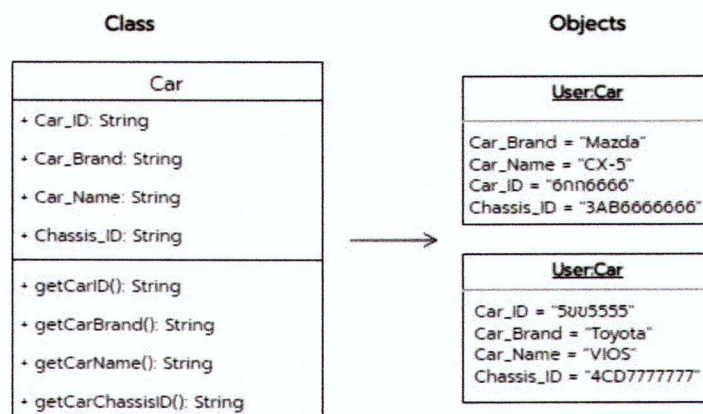 Class
Objects
Car
+ Car_ID: String
+ Car_Brand: String
+ Car_Name: String
+ Chassis_ID: String
+ getCarID(): String
+ getCarBrand(): String
+ getCarName(): String
+ getCarChassisID(): String
User:Car
Car_Brand = "Mazda"
Car_Name = "CX-5"
Car_ID = "6กก6666"
Chassis_ID = "3AB6666666"
User:Car
Car_ID = "5ขข5555"
Car_Brand = "Toyota"
Car_Name = "VIOS"
Chassis_ID = "4CD7777777"